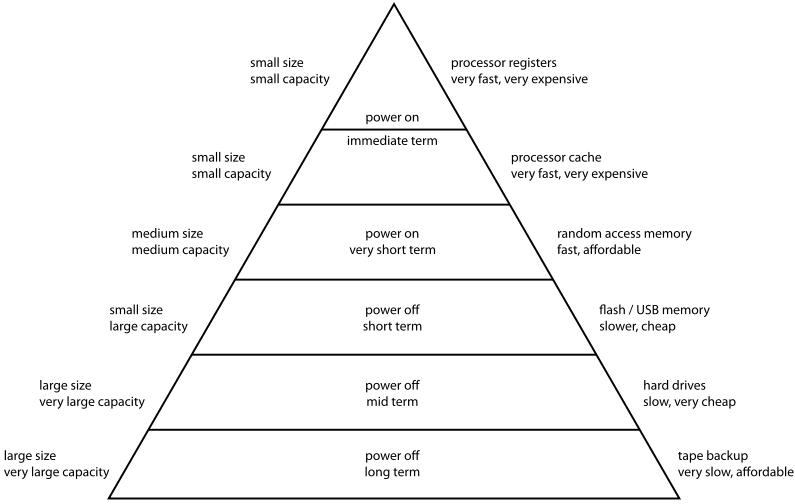 small size
small capacity
processor registers
very fast, very expensive
power on
immediate term
small size
small capacity
processor cache
very fast, very expensive
medium size
medium capacity
power on
very short term
random access memory
fast, affordable
small size
large capacity
power off
short term
flash / USB memory
slower, cheap
large size
very large capacity
power off
mid term
hard drives
slow, very cheap
large size
very large capacity
power off
long term
tape backup
very slow, affordable